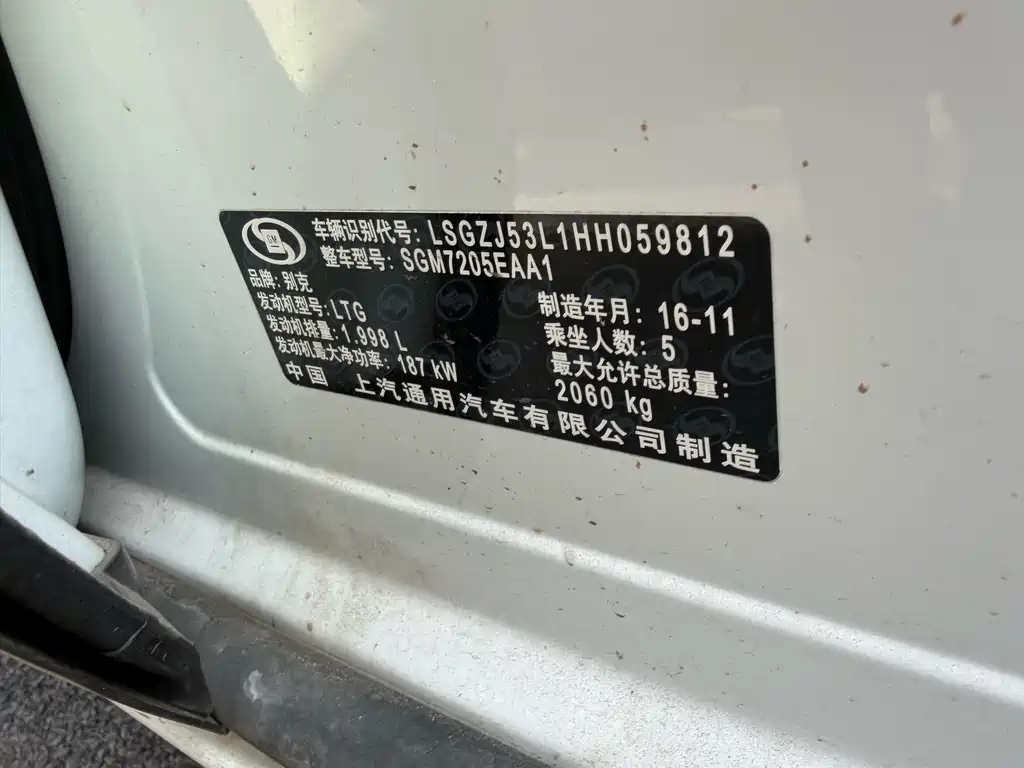 车辆识别代号: LSGZJ53L1HH059812
整车型号: SGM7205EAA1
品牌: 别克
发动机型号: LTG
制造年月: 16-11
发动机排量: 1.998 L
乘坐人数: 5
发动机最大净功率: 187 kW
最大允许总质量:
2060 kg
中国 上汽通用汽车有限公司制造
GM